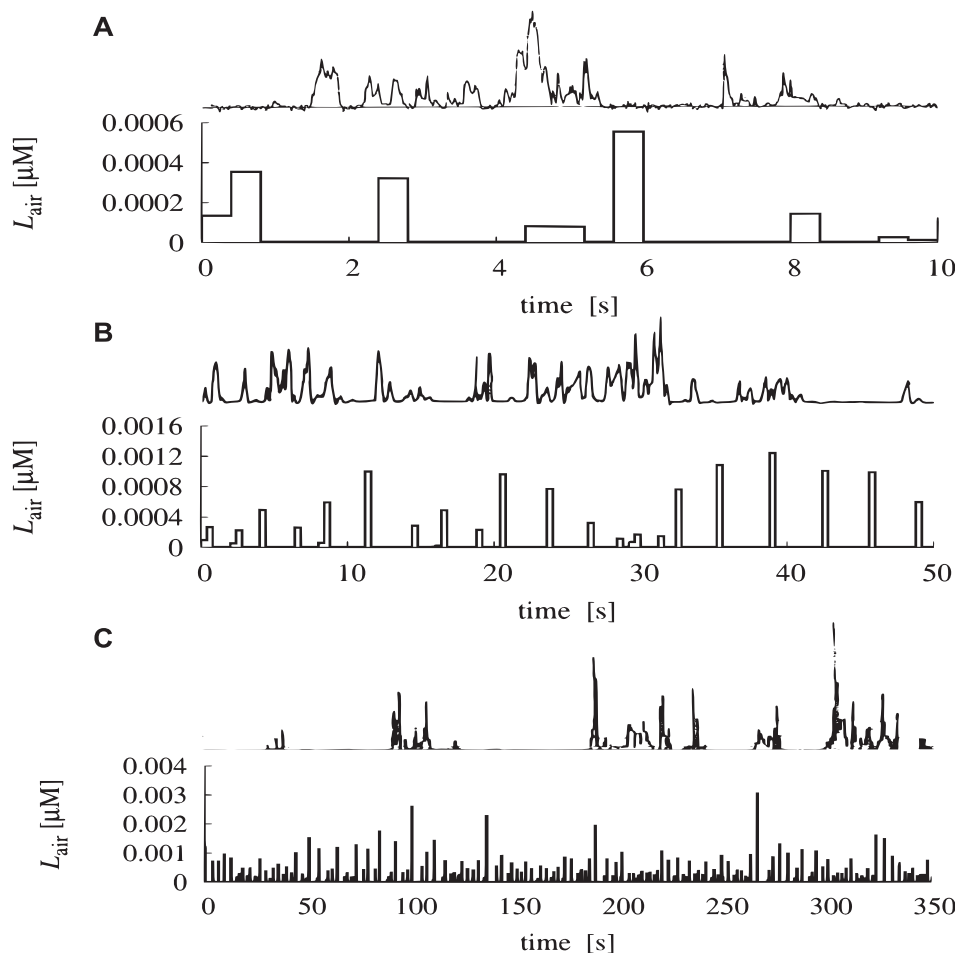 A
0.0006
0.0004
0.0002
0
L_air [μM]
0 2 4 6 8 10
time [s]
B
0.0016
0.0012
0.0008
0.0004
0
L_air [μM]
0 10 20 30 40 50
time [s]
C
0.004
0.003
0.002
0.001
0
L_air [μM]
0 50 100 150 200 250 300 350
time [s]